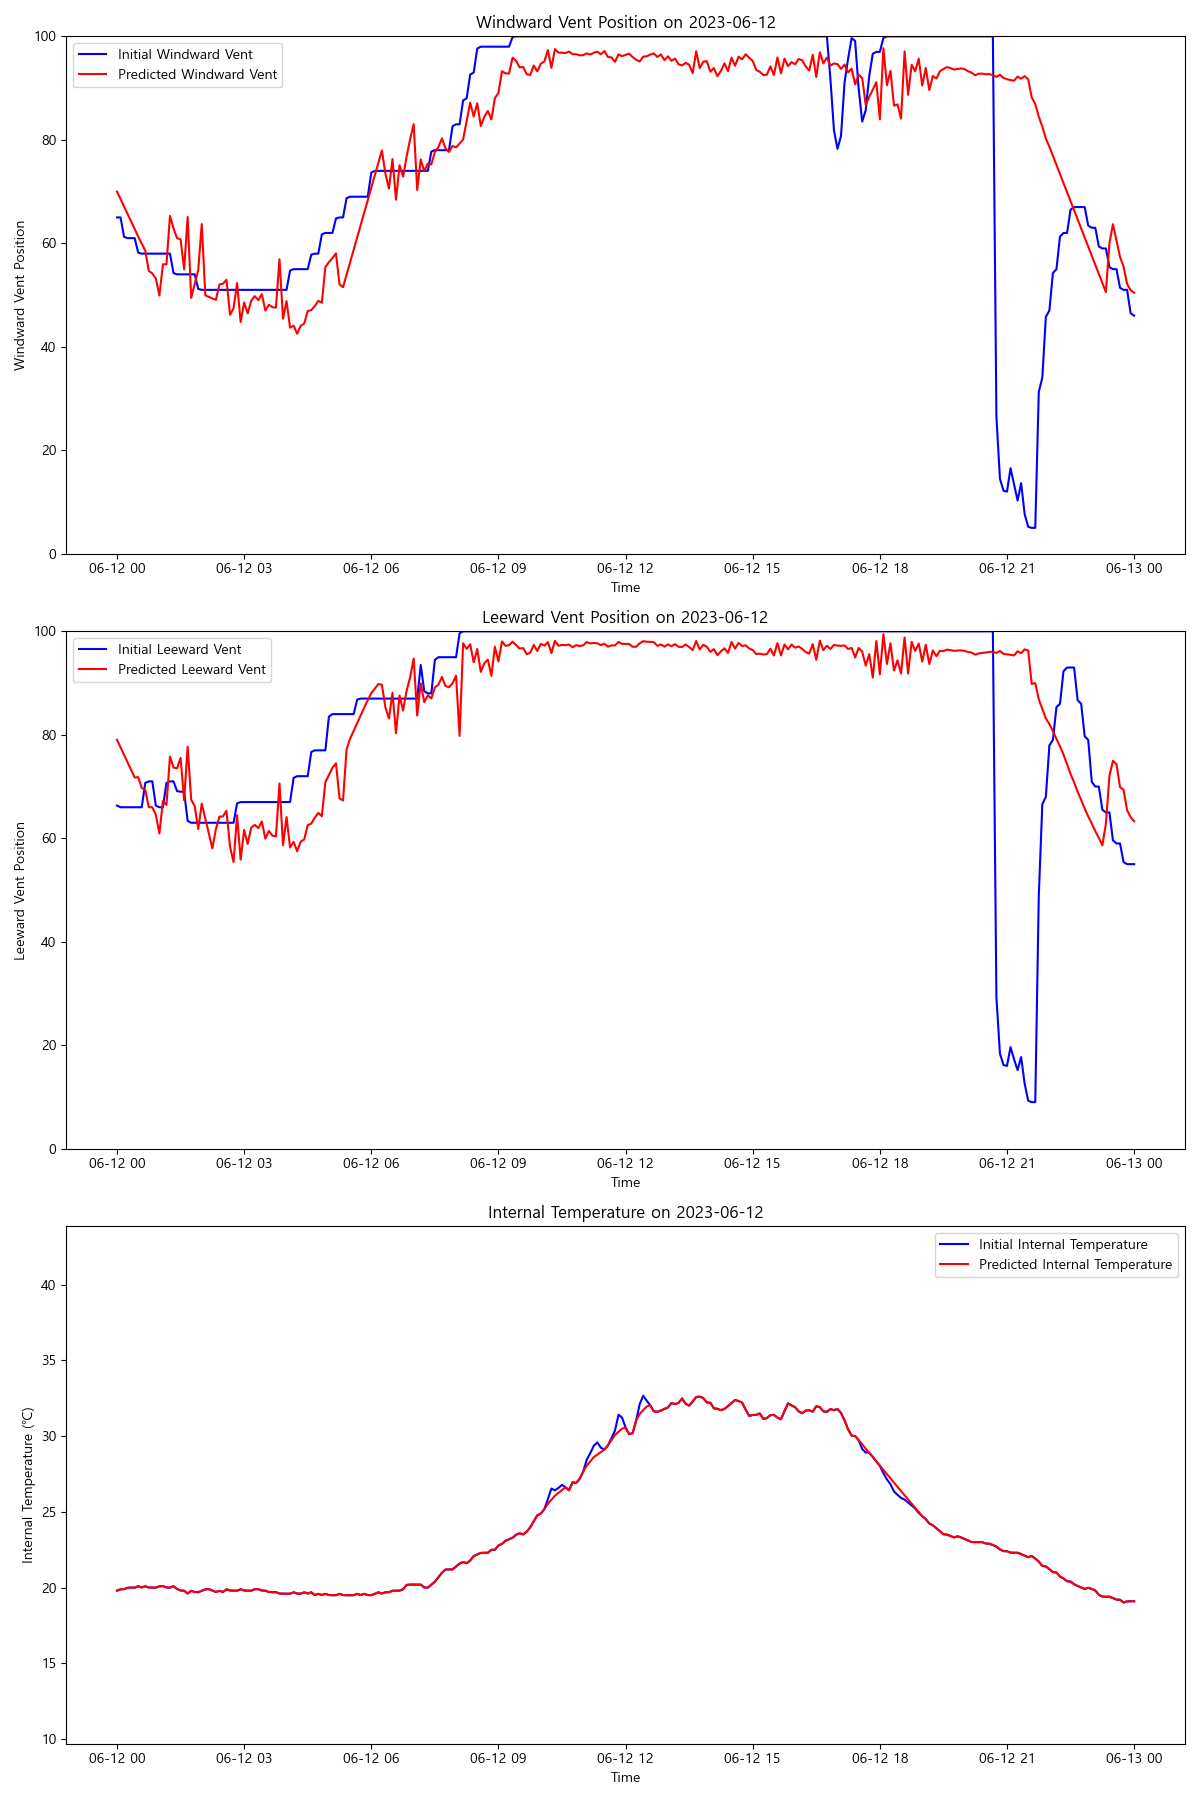 Windward Vent Position on 2023-06-12
Initial Windward Vent
Predicted Windward Vent
100
80
60
40
20
0
Windward Vent Position
06-12 00 06-12 03 06-12 06 06-12 09 06-12 12 06-12 15 06-12 18 06-12 21 06-13 00
Time
Leeward Vent Position on 2023-06-12
Initial Leeward Vent
Predicted Leeward Vent
100
80
60
40
20
0
Leeward Vent Position
06-12 00 06-12 03 06-12 06 06-12 09 06-12 12 06-12 15 06-12 18 06-12 21 06-13 00
Time
Internal Temperature on 2023-06-12
Initial Internal Temperature
Predicted Internal Temperature
40
35
30
25
20
15
10
Internal Temperature (°C)
06-12 00 06-12 03 06-12 06 06-12 09 06-12 12 06-12 15 06-12 18 06-12 21 06-13 00
Time